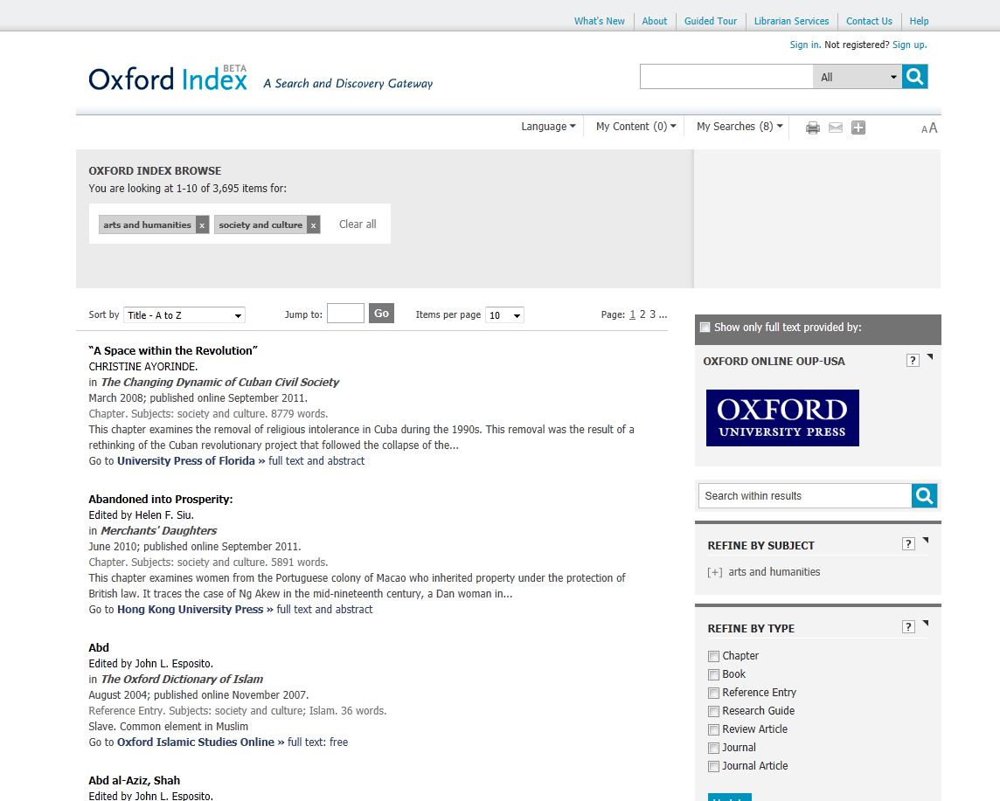 What's New About Guided Tour Librarian Services Contact Us Help
Sign in. Not registered? Sign up.
Oxford Index BETA A Search and Discovery Gateway
All
Language My Content (0) My Searches (8) AA
OXFORD INDEX BROWSE
You are looking at 1-10 of 3,695 items for:
arts and humanities x society and culture x Clear all
Sort by Title - A to Z Jump to: Go Items per page 10 Page: 1 2 3 ...
“A Space within the Revolution”
CHRISTINE AYORINDE.
in The Changing Dynamic of Cuban Civil Society
March 2008; published online September 2011.
Chapter. Subjects: society and culture. 8779 words.
This chapter examines the removal of religious intolerance in Cuba during the 1990s. This removal was the result of a
rethinking of the Cuban revolutionary project that followed the collapse of the...
Go to University Press of Florida » full text and abstract
Abandoned into Prosperity:
Edited by Helen F. Siu.
in Merchants' Daughters
June 2010; published online September 2011.
Chapter. Subjects: society and culture. 5891 words.
This chapter examines women from the Portuguese colony of Macao who inherited property under the protection of
British law. It traces the case of Ng Akew in the mid-nineteenth century, a Dan woman in...
Go to Hong Kong University Press » full text and abstract
Abd
Edited by John L. Esposito.
in The Oxford Dictionary of Islam
August 2004; published online November 2007.
Reference Entry. Subjects: society and culture; Islam. 36 words.
Slave. Common element in Muslim
Go to Oxford Islamic Studies Online » full text: free
Abd al-Aziz, Shah
Edited by John L. Esposito.
Show only full text provided by:
OXFORD ONLINE OUP-USA ?
OXFORD
UNIVERSITY PRESS
Search within results
REFINE BY SUBJECT ?
[+] arts and humanities
REFINE BY TYPE ?
Chapter
Book
Reference Entry
Research Guide
Review Article
Journal
Journal Article